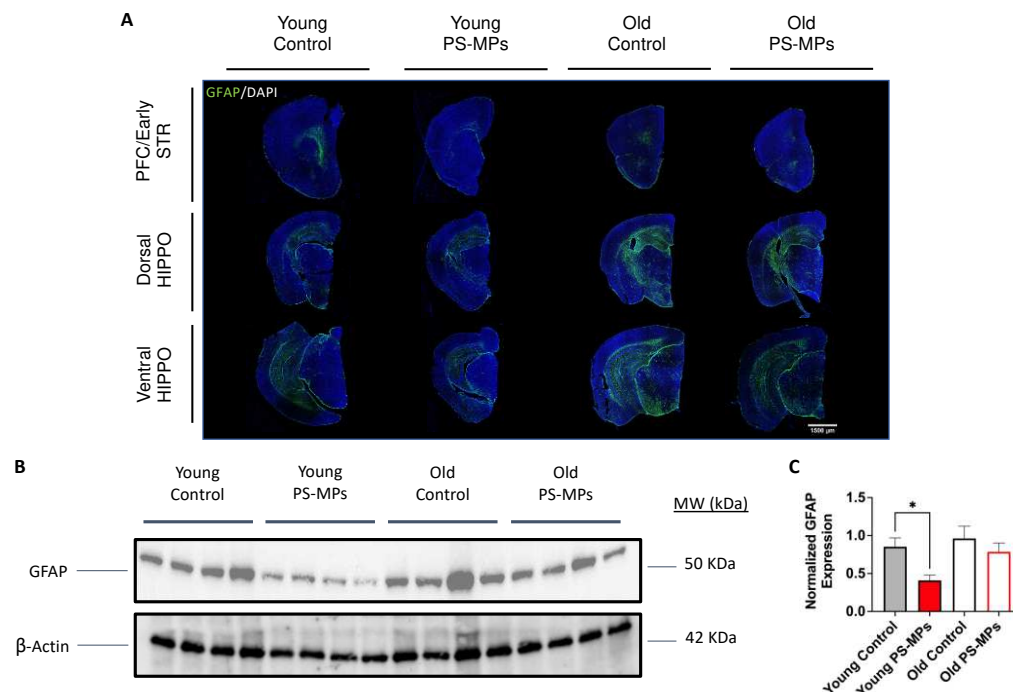 A
Young
Control
Young
PS-MPs
Old
Control
Old
PS-MPs
GFAP/DAPI
PFC/Early
STR
Dorsal
HIPPO
Ventral
HIPPO
1500 µm
B
Young
Control
Young
PS-MPs
Old
Control
Old
PS-MPs
MW (kDa)
GFAP
50 KDa
β-Actin
42 KDa
C
Normalized GFAP
Expression
1.5
1.0
0.5
0.0
*
Young Control
Young PS-MPs
Old Control
Old PS-MPs